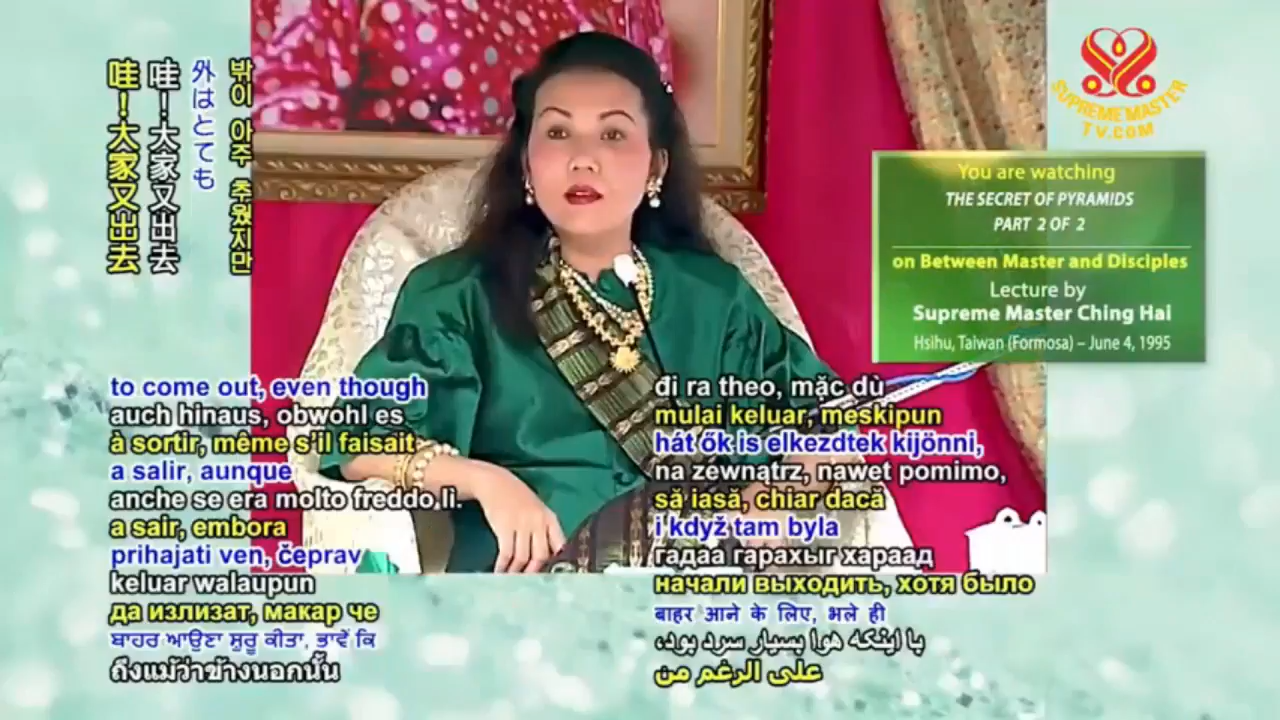 哇！大家又出去
哇！大家又出去
外はとても
밖이 아주 추웠지만
SUPREME MASTER
TV.COM
You are watching
THE SECRET OF PYRAMIDS
PART 2 OF 2
on Between Master and Disciples
Lecture by
Supreme Master Ching Hai
Hsihu, Taiwan (Formosa) – June 4, 1995
to come out, even though
auch hinaus, obwohl es
à sortir, même s'il faisait
a salir, aunque
anche se era molto freddo lì.
a sair, embora
prihajati ven, čeprav
keluar walaupun
да излизат, макар че
ਬਾਹਰ ਆਉਣਾ ਸ਼ੁਰੂ ਕੀਤਾ, ਭਾਵੇਂ ਕਿ
ถึงแม้ว่าข้างนอกนั้น
đi ra theo, mặc dù
mulai keluar, meskipun
hát ők is elkezdtek kijönni,
na zewnątrz, nawet pomimo,
să iasă, chiar dacă
i když tam byla
гадаа гарахыг хараад
начали выходить, хотя было
बाहर आने के लिए, भले ही
با اینکه هوا بسیار سرد بود،
على الرغم من